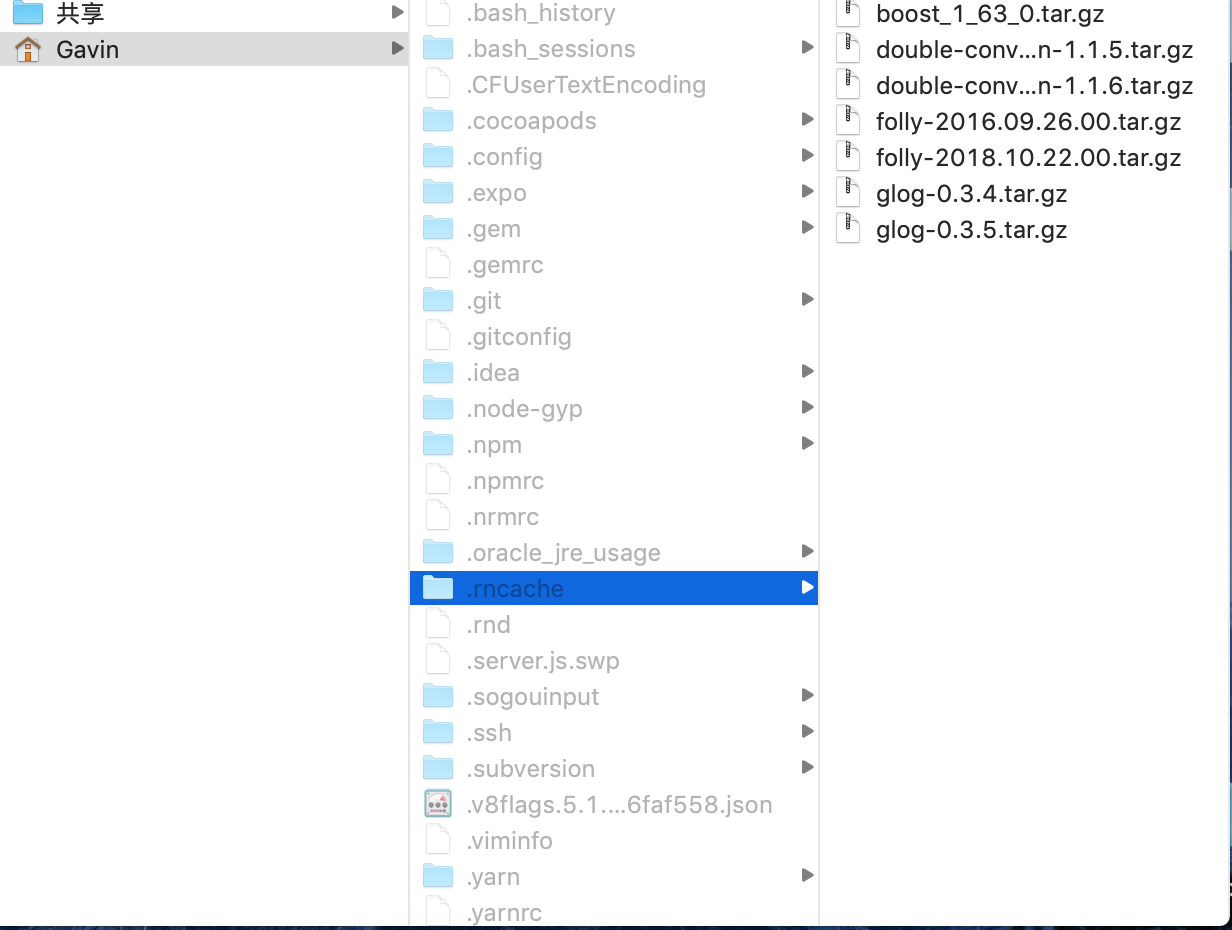 共享
Gavin
.bash_history
.bash_sessions
.CFUserTextEncoding
.cocoapods
.config
.expo
.gem
.gemrc
.git
.gitconfig
.idea
.node-gyp
.npm
.npmrc
.nrmrc
.oracle_jre_usage
.rncache
.rnd
.server.js.swp
.sogouinput
.ssh
.subversion
.v8flags.5.1....6faf558.json
.viminfo
.yarn
.yarnrc
boost_1_63_0.tar.gz
double-conv...n-1.1.5.tar.gz
double-conv...n-1.1.6.tar.gz
folly-2016.09.26.00.tar.gz
folly-2018.10.22.00.tar.gz
glog-0.3.4.tar.gz
glog-0.3.5.tar.gz